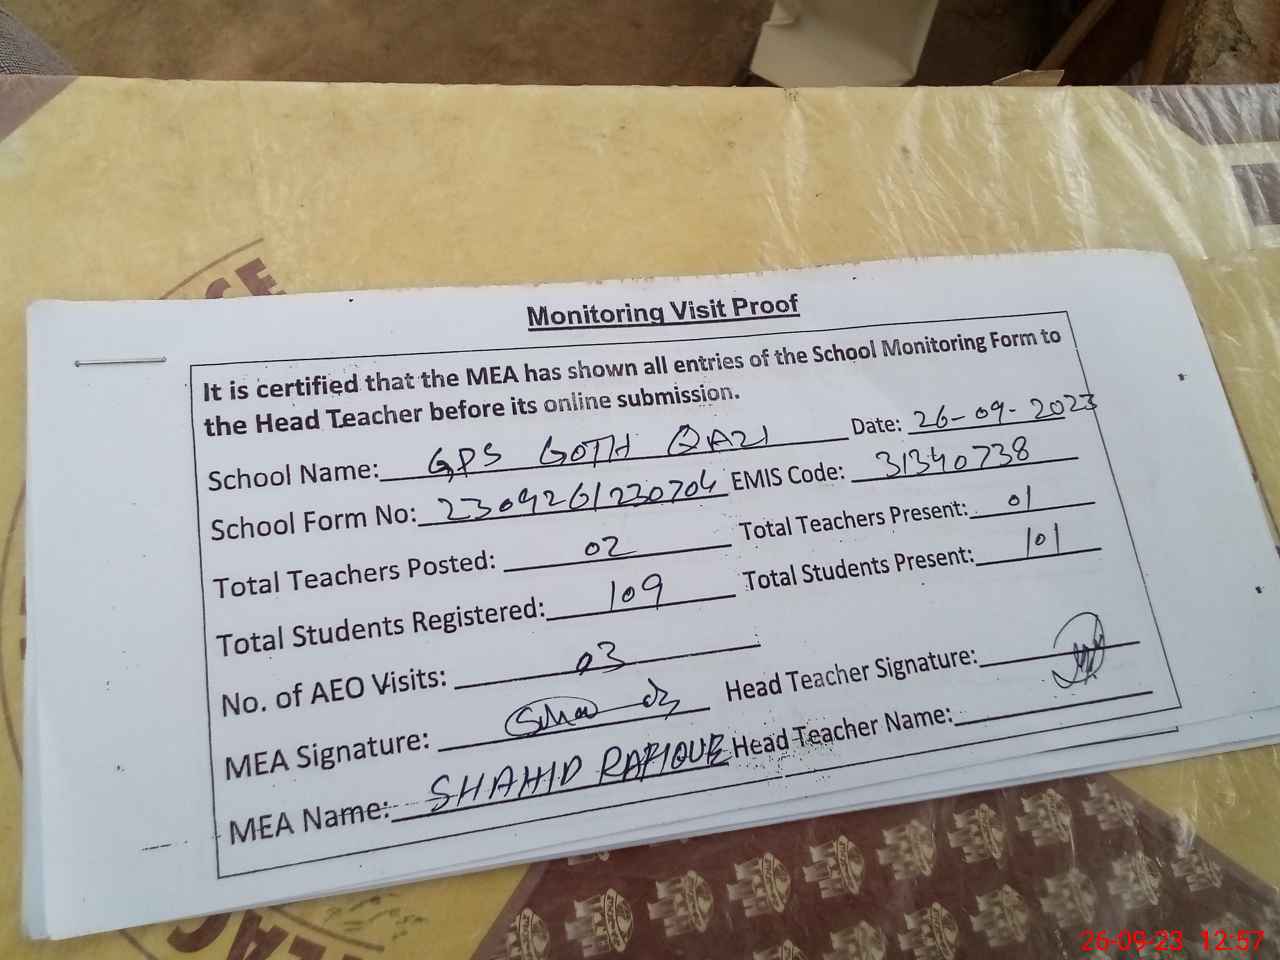 Monitoring Visit Proof
It is certified that the MEA has shown all entries of the School Monitoring Form to
the Head Teacher before its online submission.
School Name: GPS GOTH QAZI Date: 26-09-2023
School Form No: 2309261230704 EMIS Code: 31340738
Total Teachers Posted: 02 Total Teachers Present: 01
Total Students Registered: 109 Total Students Present: 101
No. of AEO Visits: 03
MEA Signature: Head Teacher Signature:
MEA Name: SHAHID RAFIQUE Head Teacher Name:
26-09-23 12:57